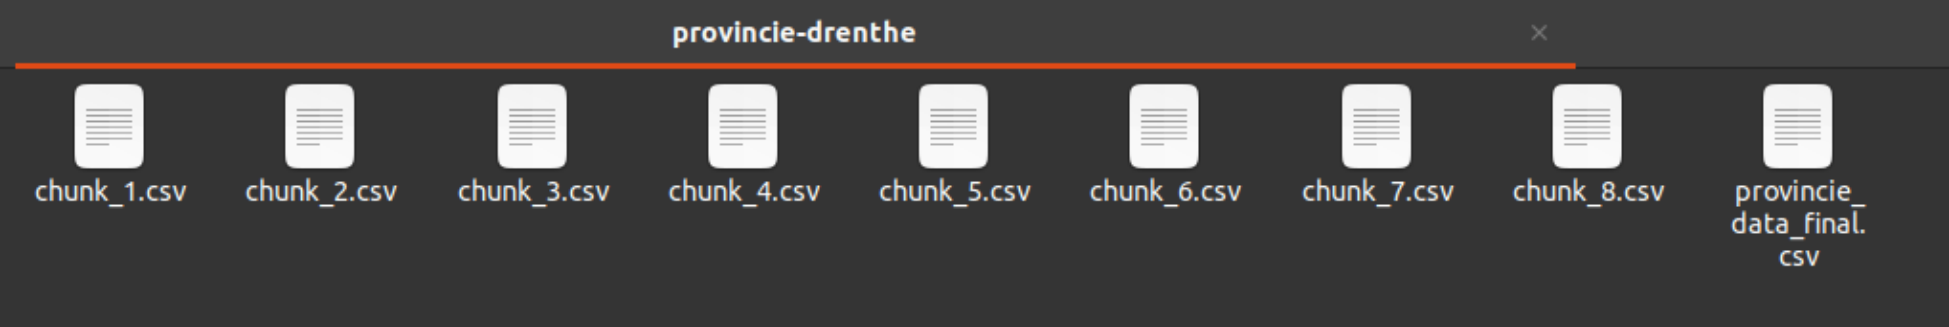 provincie-drenthe
chunk_1.csv chunk_2.csv chunk_3.csv chunk_4.csv chunk_5.csv chunk_6.csv chunk_7.csv chunk_8.csv provincie_
data_final.
csv